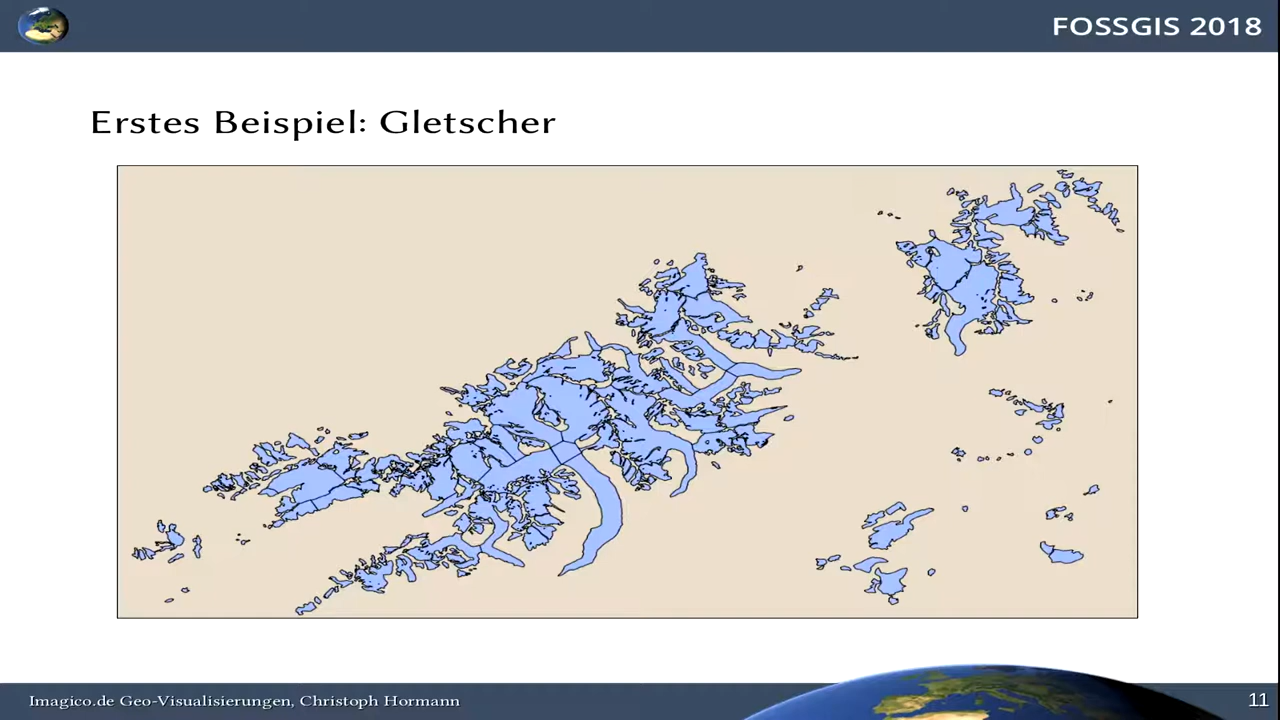 FOSSGIS 2018
Erstes Beispiel: Gletscher
Imagico.de Geo-Visualisierungen, Christoph Hormann
11